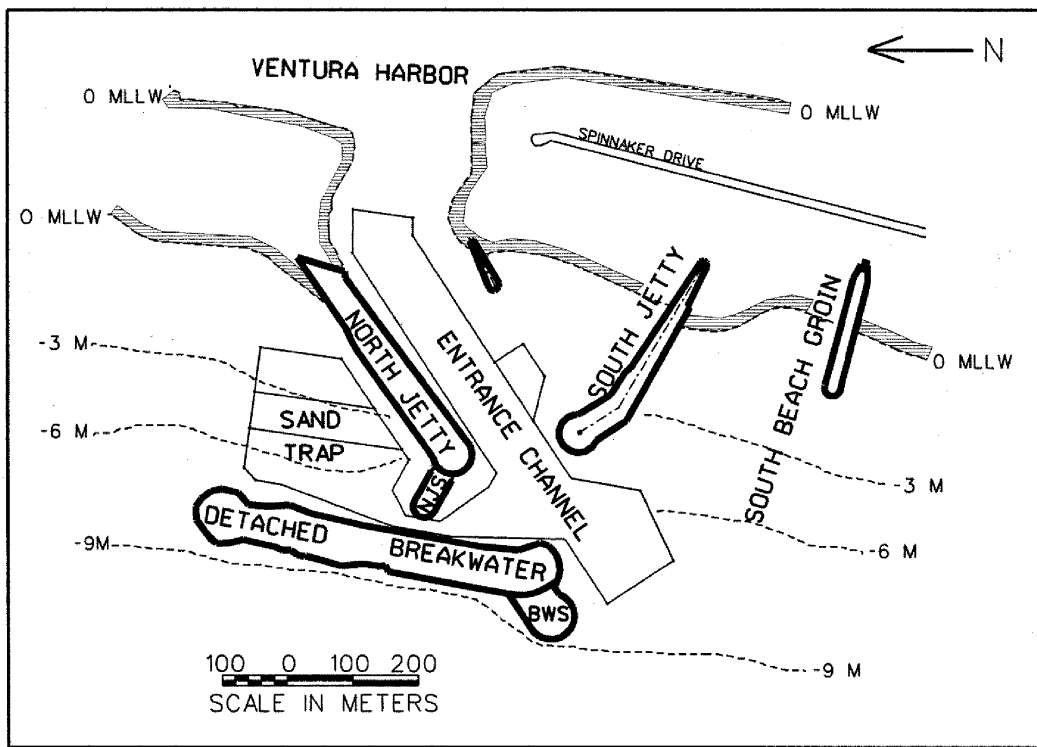 N
VENTURA HARBOR
0 MLLW
0 MLLW
SPINNAKER DRIVE
0 MLLW
SOUTH JETTY
NORTH JETTY
ENTRANCE CHANNEL
SOUTH BEACH GROIN
-3 M
0 MLLW
SAND
TRAP
-6 M
NJS
-3 M
DETACHED BREAKWATER
-9M
-6 M
BWS
-9 M
100 0 100 200
SCALE IN METERS